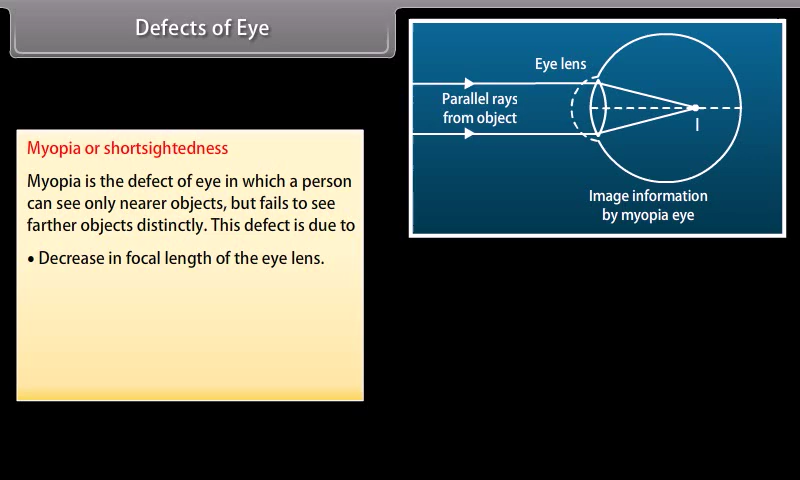 Defects of Eye
Myopia or shortsightedness
Myopia is the defect of eye in which a person
can see only nearer objects, but fails to see
farther objects distinctly. This defect is due to
• Decrease in focal length of the eye lens.
Eye lens
Parallel rays
from object
I
Image information
by myopia eye